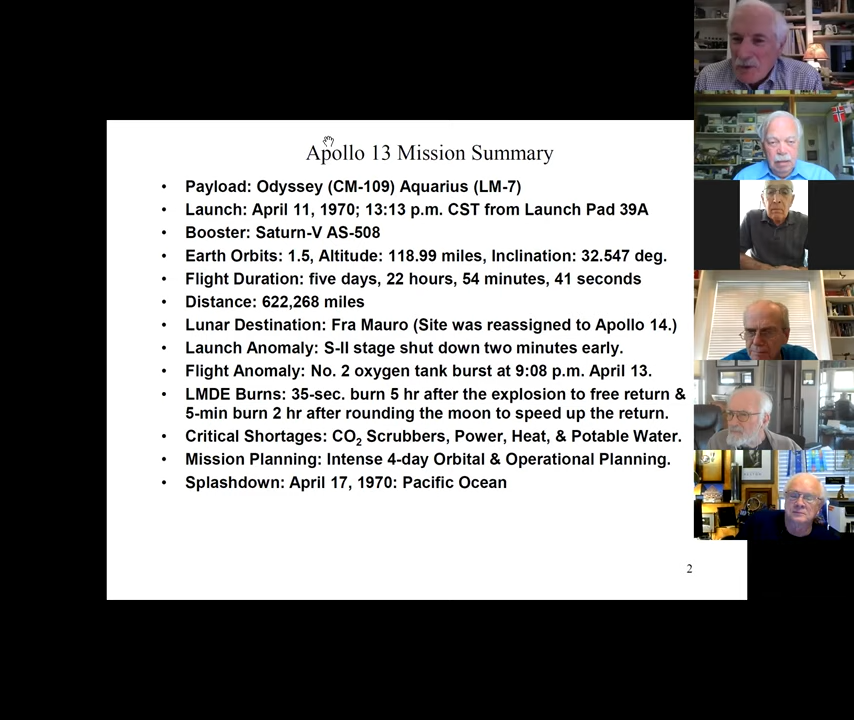 Apollo 13 Mission Summary
• Payload: Odyssey (CM-109) Aquarius (LM-7)
• Launch: April 11, 1970; 13:13 p.m. CST from Launch Pad 39A
• Booster: Saturn-V AS-508
• Earth Orbits: 1.5, Altitude: 118.99 miles, Inclination: 32.547 deg.
• Flight Duration: five days, 22 hours, 54 minutes, 41 seconds
• Distance: 622,268 miles
• Lunar Destination: Fra Mauro (Site was reassigned to Apollo 14.)
• Launch Anomaly: S-II stage shut down two minutes early.
• Flight Anomaly: No. 2 oxygen tank burst at 9:08 p.m. April 13.
• LMDE Burns: 35-sec. burn 5 hr after the explosion to free return &
5-min burn 2 hr after rounding the moon to speed up the return.
• Critical Shortages: CO₂ Scrubbers, Power, Heat, & Potable Water.
• Mission Planning: Intense 4-day Orbital & Operational Planning.
• Splashdown: April 17, 1970: Pacific Ocean
2